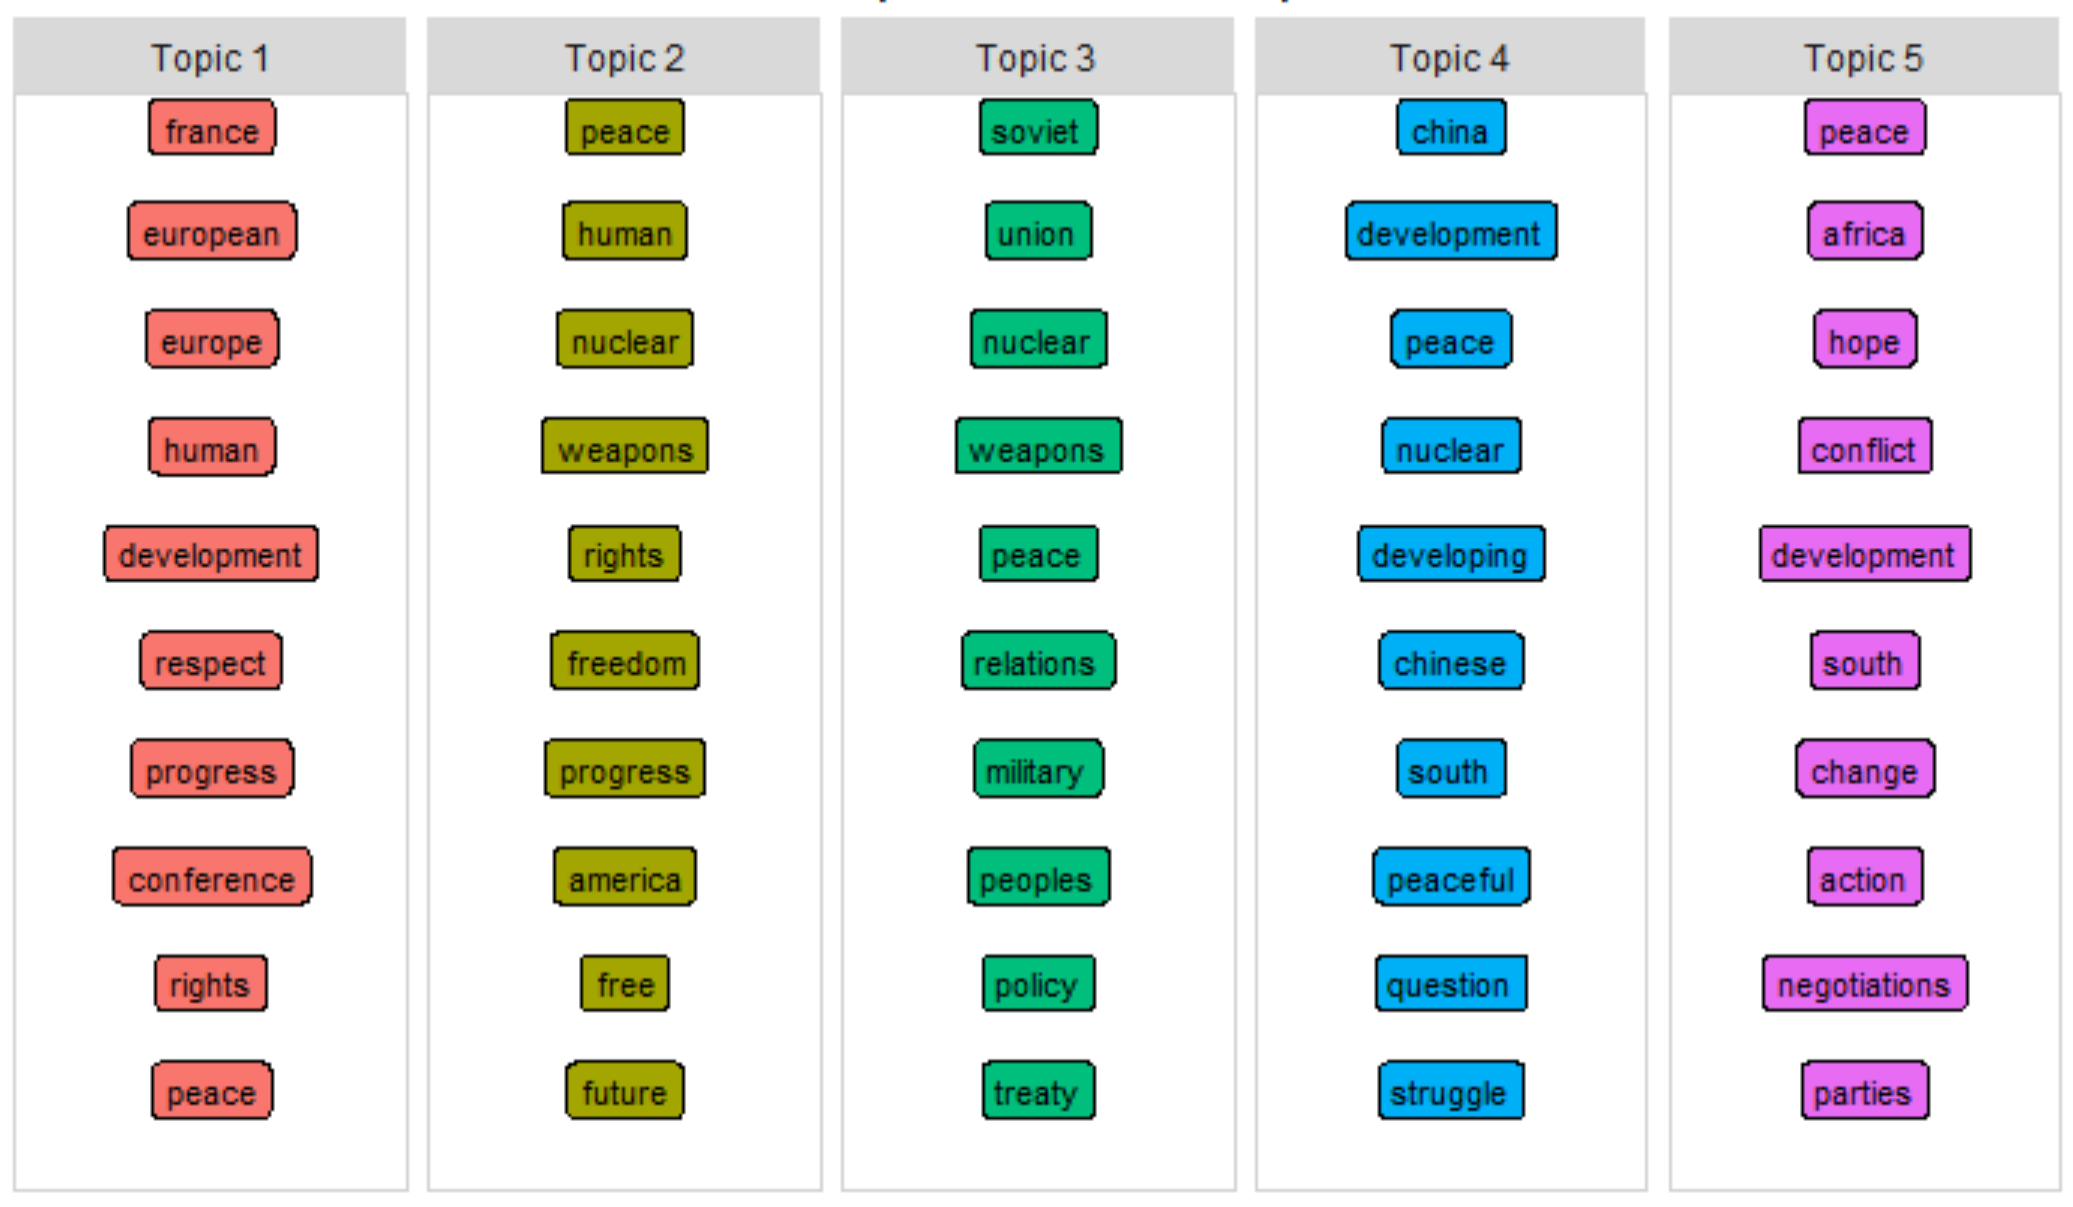 Topic 1 Topic 2 Topic 3 Topic 4 Topic 5
france peace soviet china peace
european human union development africa
europe nuclear nuclear peace hope
human weapons weapons nuclear conflict
development rights peace developing development
respect freedom relations chinese south
progress progress military south change
conference america peoples peaceful action
rights free policy question negotiations
peace future treaty struggle parties